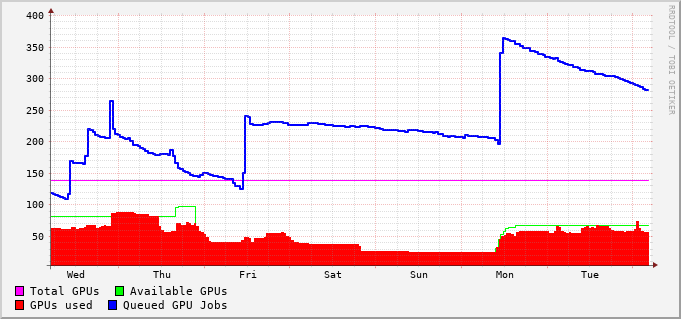 400
350
300
250
200
150
100
50
Wed Thu Fri Sat Sun Mon Tue
Total GPUs Available GPUs
GPUs used Queued GPU Jobs
RRDTOOL / TOBI OETIKER